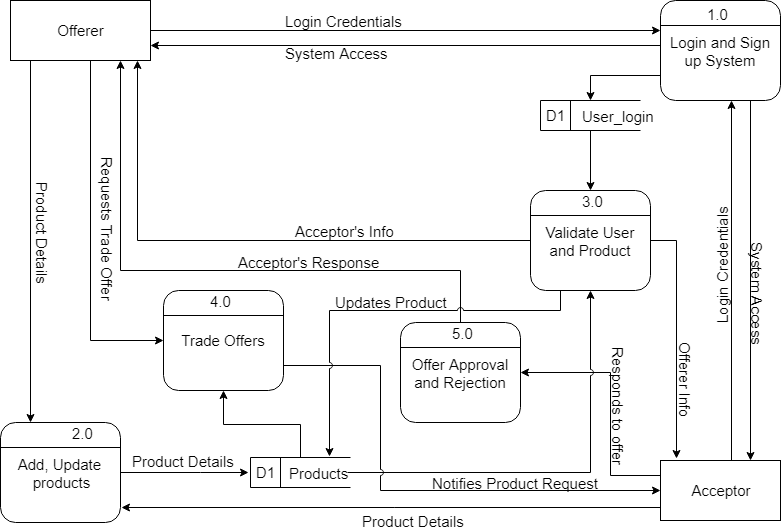 Offerer
Login Credentials
System Access
1.0
Login and Sign
up System
D1
User_login
Product Details
Requests Trade Offer
3.0
Validate User
and Product
Acceptor's Info
Acceptor's Response
Login Credentials
System Access
4.0
Trade Offers
Updates Product
5.0
Offer Approval
and Rejection
Responds to offer
Offerer Info
2.0
Add, Update
products
Product Details
D1
Products
Notifies Product Request
Acceptor
Product Details